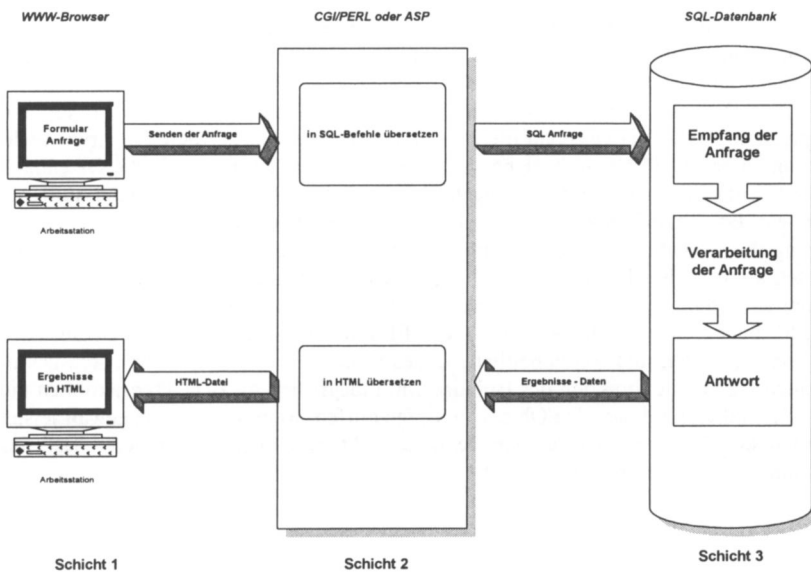 WWW-Browser
CGI/PERL oder ASP
SQL-Datenbank
Formular
Anfrage
Senden der Anfrage
in SQL-Befehle übersetzen
SQL Anfrage
Empfang der
Anfrage
Arbeitsstation
Verarbeitung
der Anfrage
Ergebnisse
in HTML
HTML-Datei
in HTML übersetzen
Ergebnisse - Daten
Antwort
Arbeitsstation
Schicht 1
Schicht 2
Schicht 3